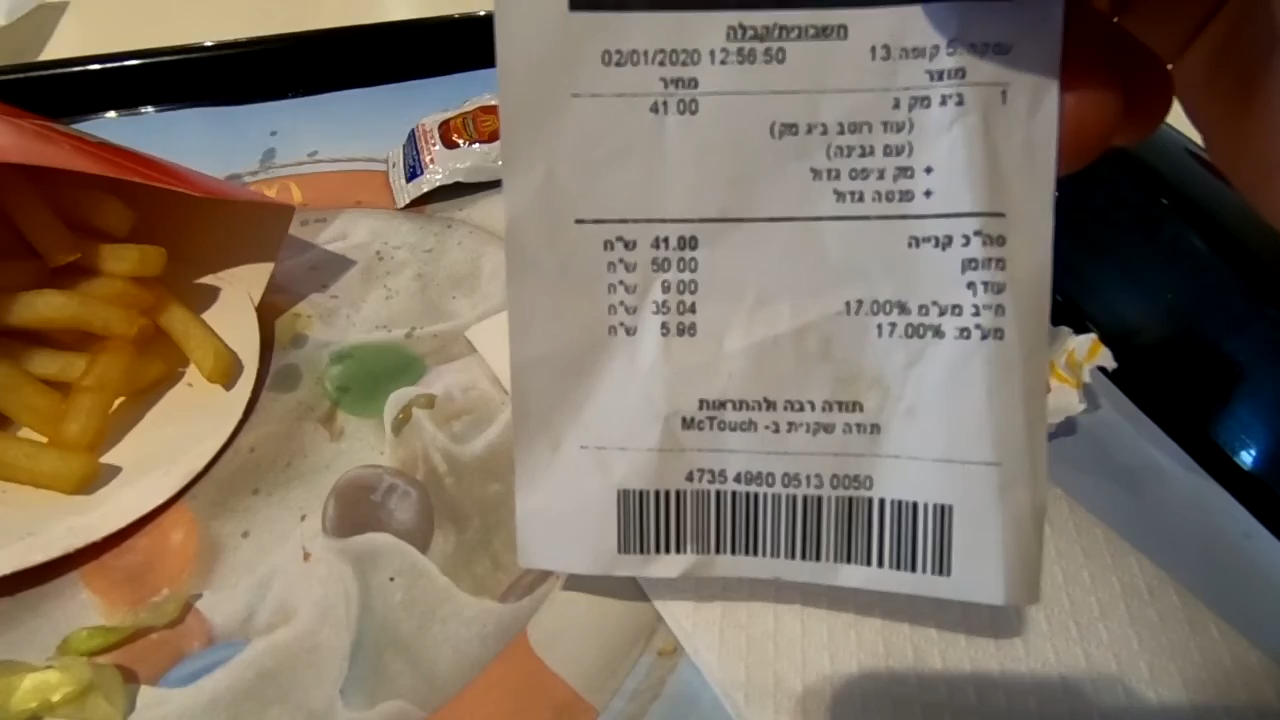 חשבונית/קבלה
עסקה: 5 קופה: 13 02/01/2020 12:56:50
מוצר מחיר
1 ביג מק ג 41.00
(עוד רוטב ביג מק)
(עם גבינה)
+ מק צ'יפס גדול
+ פנטה גדול
סה"כ קנייה 41.00 ש"ח
מזומן 50.00 ש"ח
עודף 9.00 ש"ח
חייב מע"מ 17.00% 35.04 ש"ח
מע"מ: 17.00% 5.96 ש"ח
תודה רבה ולהתראות
תודה שקנית ב- McTouch
4735 4960 0513 0050